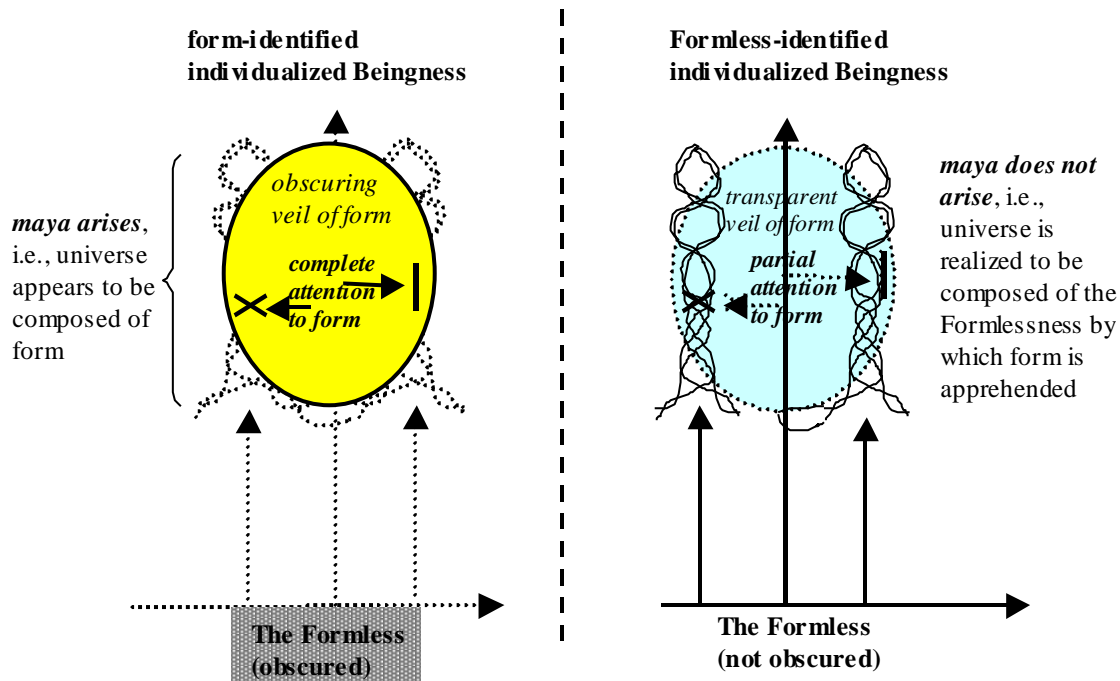 form-identified
individualized Beingness
maya arises,
i.e., universe
appears to be
composed of
form
obscuring
veil of form
complete
attention
to form
The Formless
(obscured)
Formless-identified
individualized Beingness
transparent
veil of form
partial
attention
to form
maya does not
arise, i.e.,
universe is
realized to be
composed of the
Formlessness by
which form is
apprehended
The Formless
(not obscured)